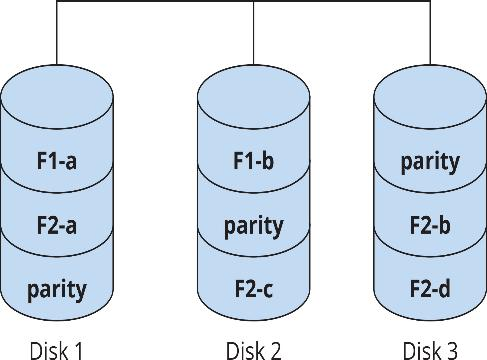 F1-a F1-b parity
F2-a parity F2-b
parity F2-c F2-d
Disk 1 Disk 2 Disk 3